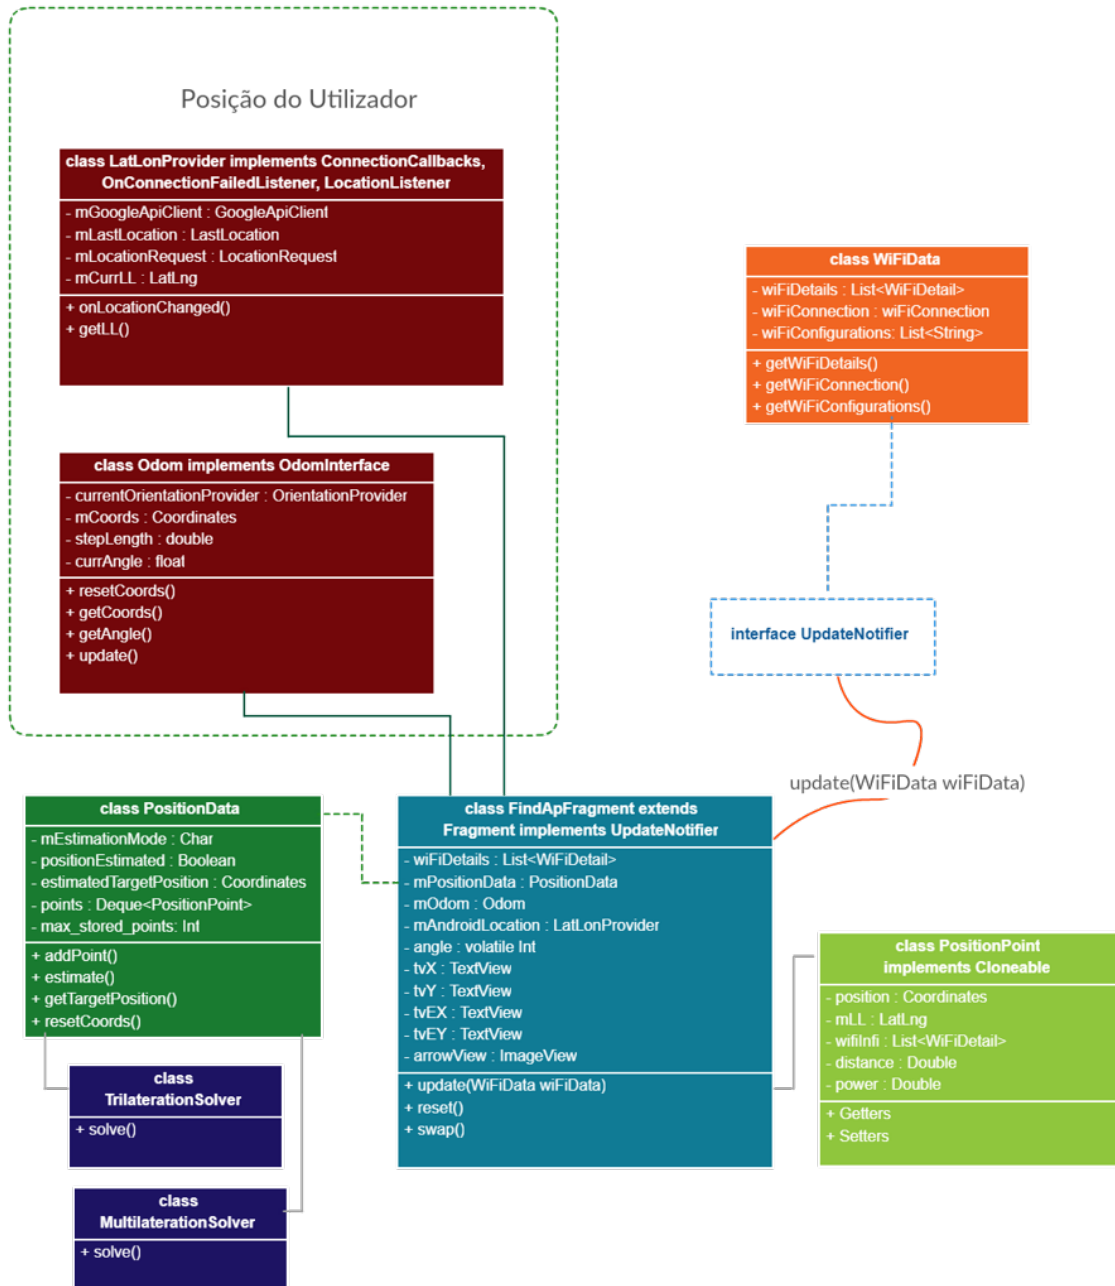 Posição do Utilizador
class LatLonProvider implements ConnectionCallbacks,
OnConnectionFailedListener, LocationListener
- mGoogleApiClient : GoogleApiClient
- mLastLocation : LastLocation
- mLocationRequest : LocationRequest
- mCurrLL : LatLng
+ onLocationChanged()
+ getLL()
class Odom implements OdomInterface
- currentOrientationProvider : OrientationProvider
- mCoords : Coordinates
- stepLength : double
- currAngle : float
+ resetCoords()
+ getCoords()
+ getAngle()
+ update()
class WiFiData
- wiFiDetails : List<WiFiDetail>
- wiFiConnection : wiFiConnection
- wiFiConfigurations: List<String>
+ getWiFiDetails()
+ getWiFiConnection()
+ getWiFiConfigurations()
interface UpdateNotifier
update(WiFiData wiFiData)
class PositionData
- mEstimationMode : Char
- positionEstimated : Boolean
- estimatedTargetPosition : Coordinates
- points : Deque<PositionPoint>
- max_stored_points: Int
+ addPoint()
+ estimate()
+ getTargetPosition()
+ resetCoords()
class FindApFragment extends
Fragment implements UpdateNotifier
- wiFiDetails : List<WiFiDetail>
- mPositionData : PositionData
- mOdom : Odom
- mAndroidLocation : LatLonProvider
- angle : volatile Int
- tvX : TextView
- tvY : TextView
- tvEX : TextView
- tvEY : TextView
- arrowView : ImageView
+ update(WiFiData wiFiData)
+ reset()
+ swap()
class PositionPoint
implements Cloneable
- position : Coordinates
- mLL : LatLng
- wifiInfi : List<WiFiDetail>
- distance : Double
- power : Double
+ Getters
+ Setters
class
TrilaterationSolver
+ solve()
class
MultilaterationSolver
+ solve()